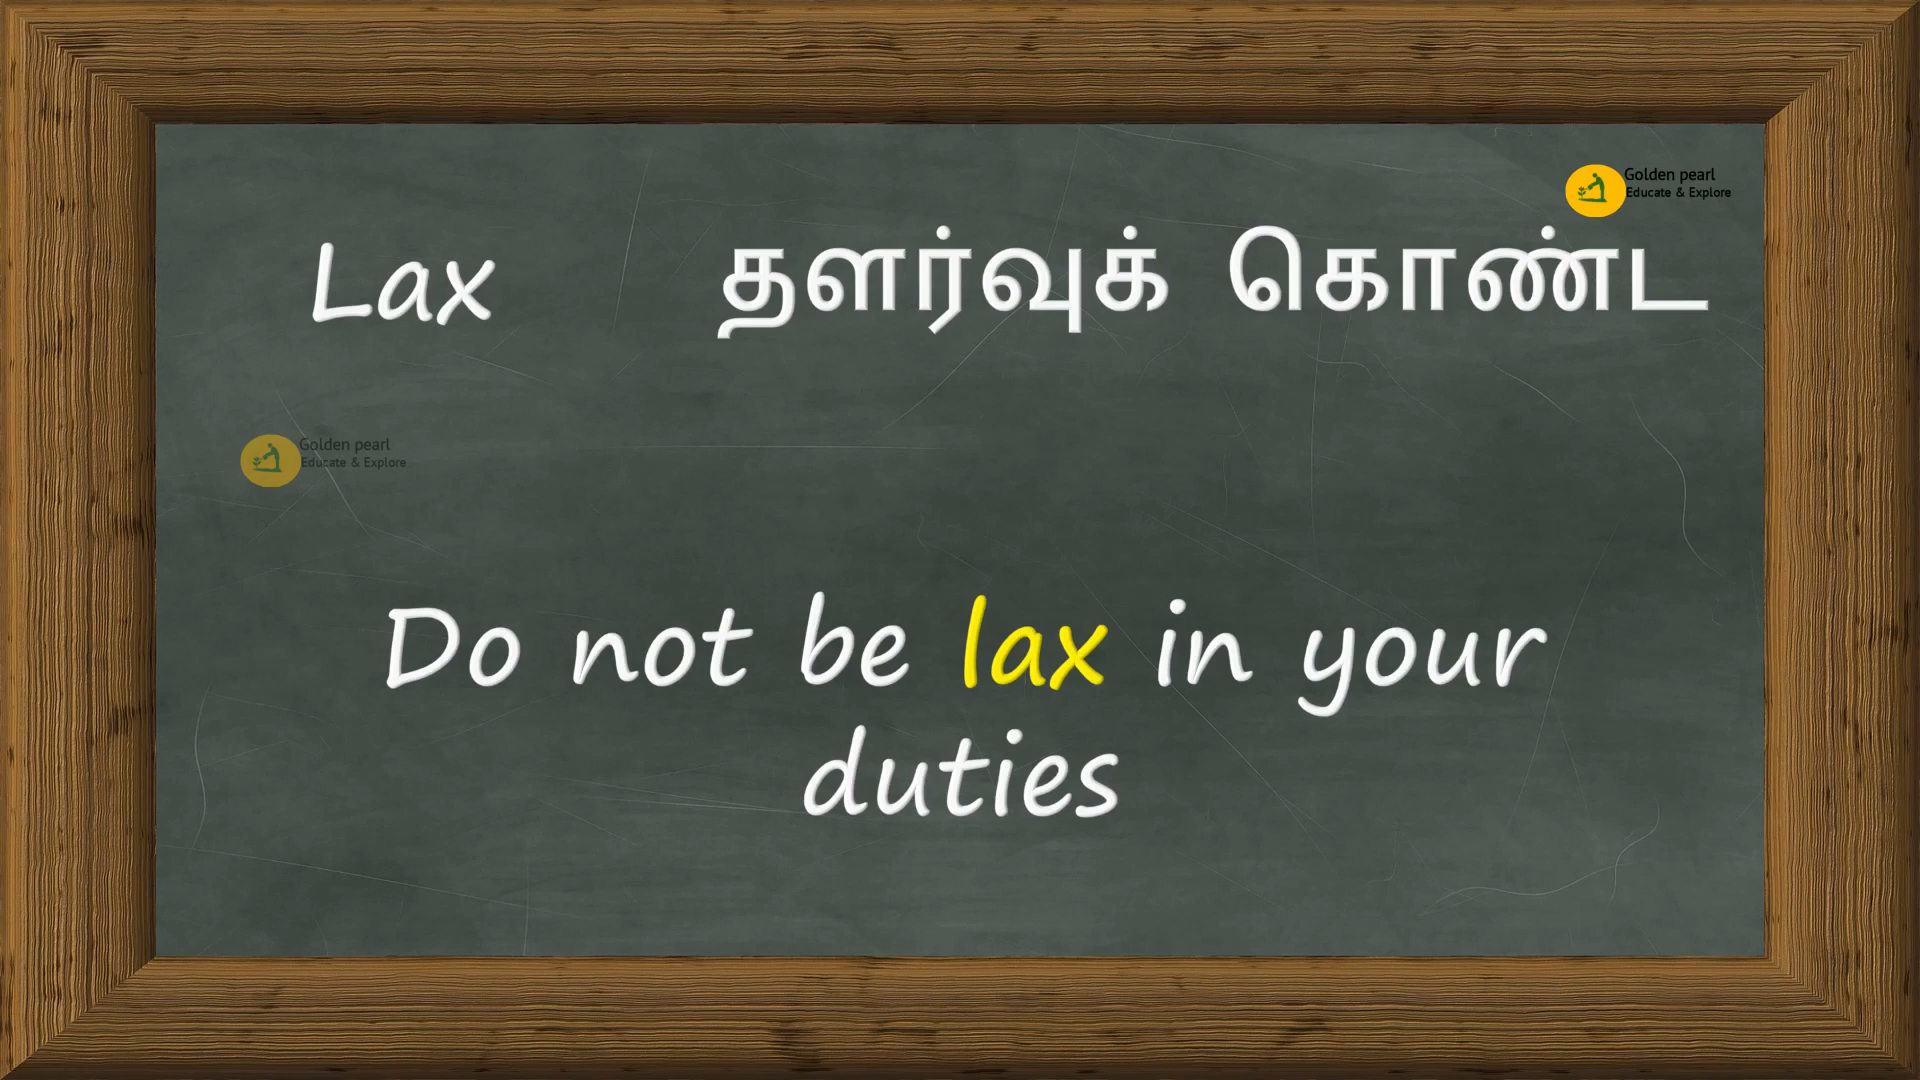 Golden pearl
Educate & Explore
Lax தளர்வுக் கொண்ட
Golden pearl
Educate & Explore
Do not be lax in your
duties